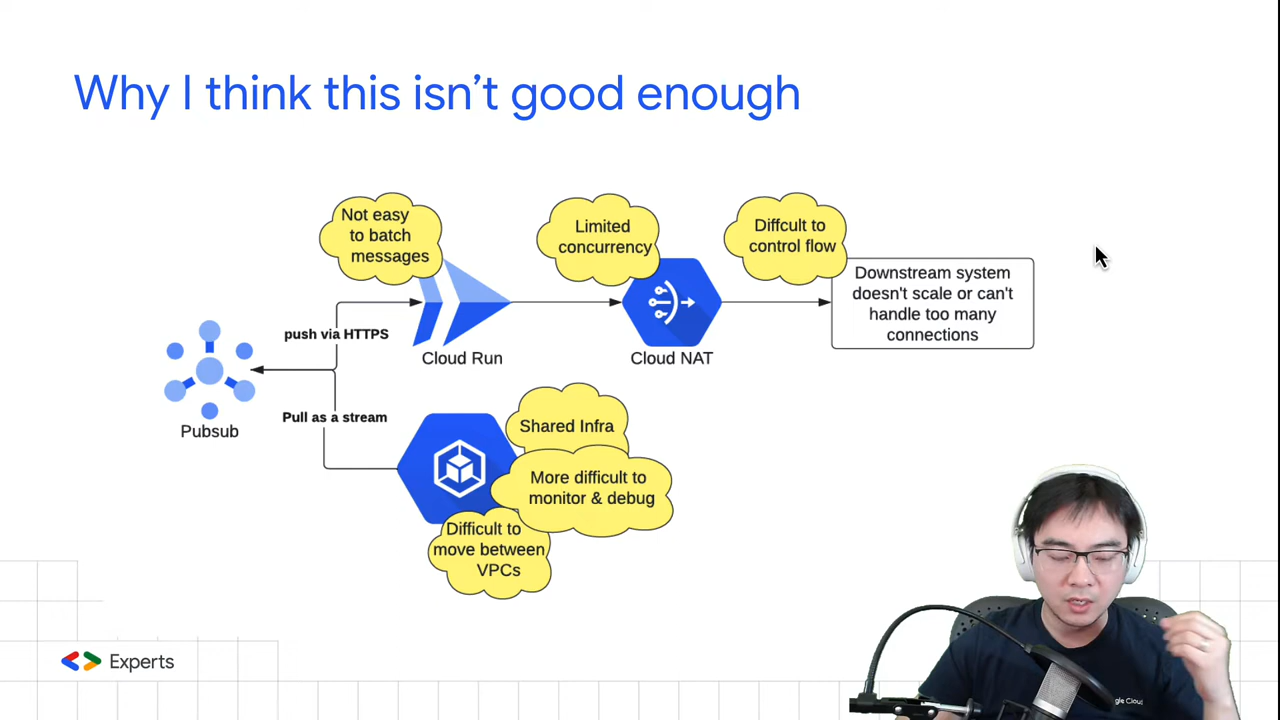 Why I think this isn't good enough
Not easy
to batch
messages
Limited
concurrency
Diffcult to
control flow
Downstream system
doesn't scale or can't
handle too many
connections
push via HTTPS
Cloud Run
Cloud NAT
Pull as a stream
Pubsub
Shared Infra
More difficult to
monitor & debug
Difficult to
move between
VPCs
Experts
gle Cloud